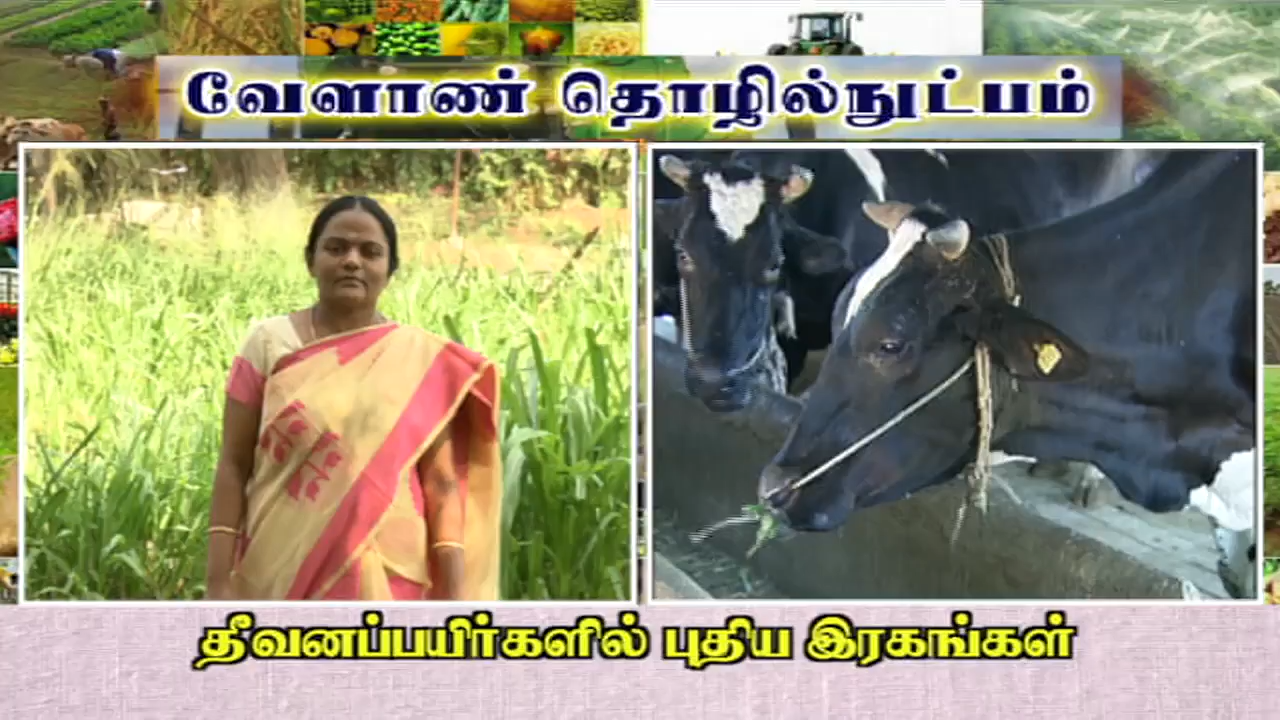 வேளாண் தொழில்நுட்பம்
தீவனப்பயிர்களில் புதிய இரகங்கள்